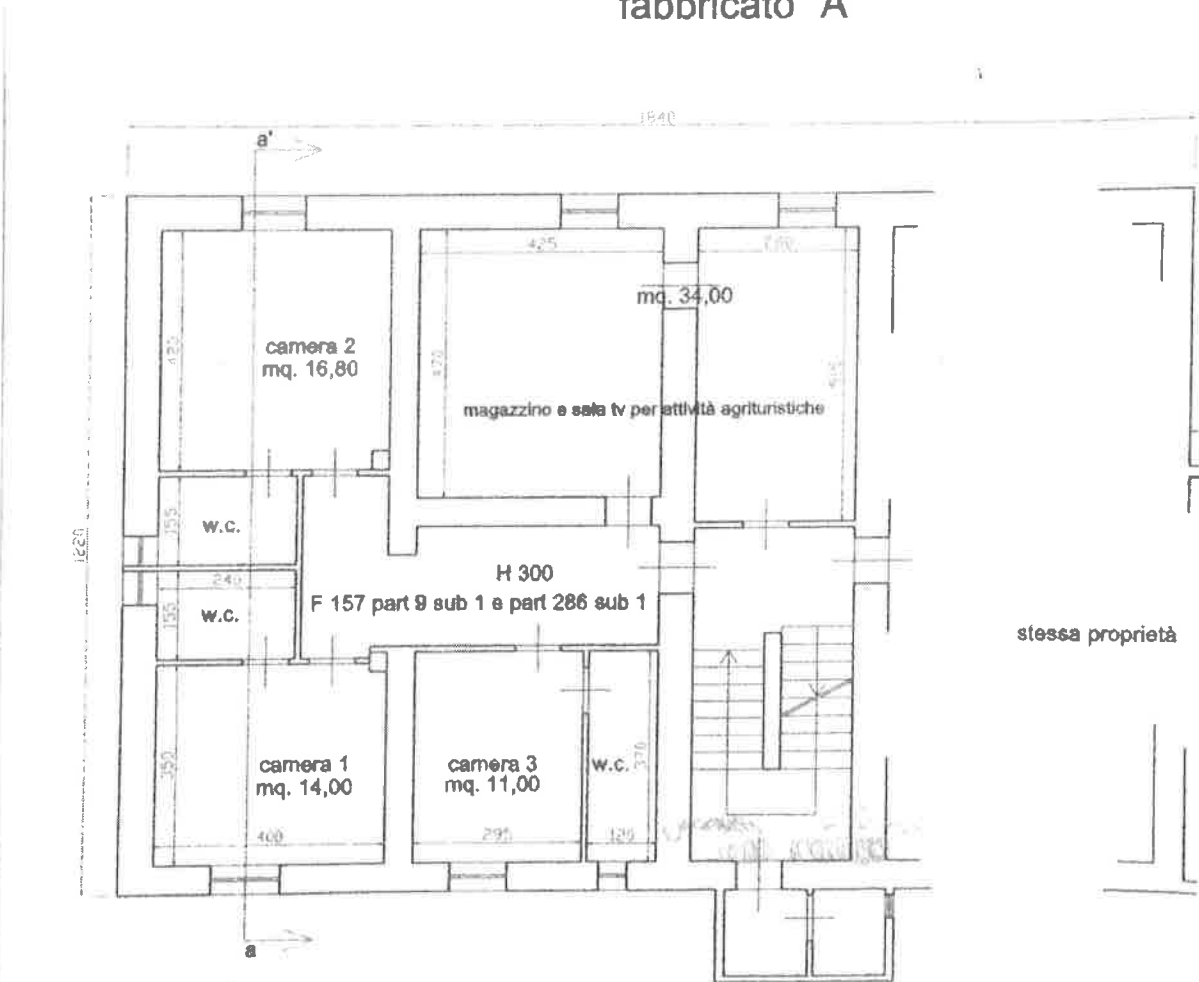 fabbricato "A"
1840
a'
425
mq. 34,00
camera 2
mq. 16,80
420
470
magazzino e sala tv per attività agrituristiche
w.c.
155
1220
240
w.c.
155
H 300
F 157 part 9 sub 1 e part 286 sub 1
stessa proprietà
350
camera 1
mq. 14,00
400
camera 3
mq. 11,00
295
w.c.
370
120
a